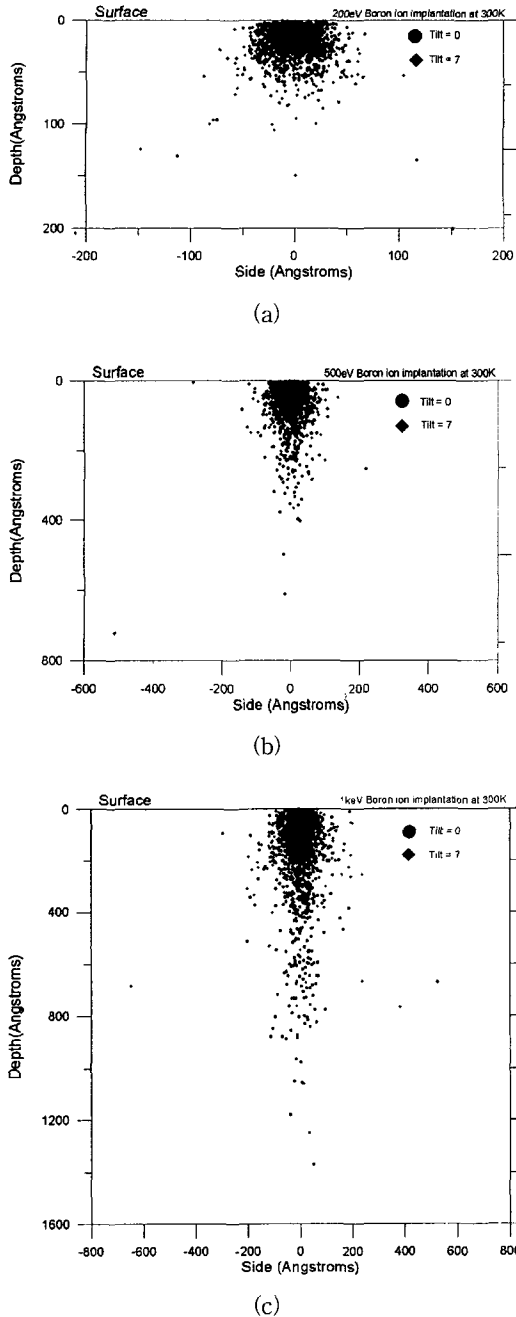 Surface 200eV Boron ion implantation at 300K
Tilt = 0
Tilt = 7
Depth(Angstroms)
0
50
100
150
200
-200 -100 0 100 200
Side (Angstroms)
(a)
Surface 500eV Boron ion implantation at 300K
Tilt = 0
Tilt = 7
Depth(Angstroms)
0
400
800
-600 -400 -200 0 200 400 600
Side (Angstroms)
(b)
Surface 1keV Boron ion implantation at 300K
Tilt = 0
Tilt = 7
Depth(Angstroms)
0
400
800
1200
1600
-800 -600 -400 -200 0 200 400 600 800
Side (Angstroms)
(c)